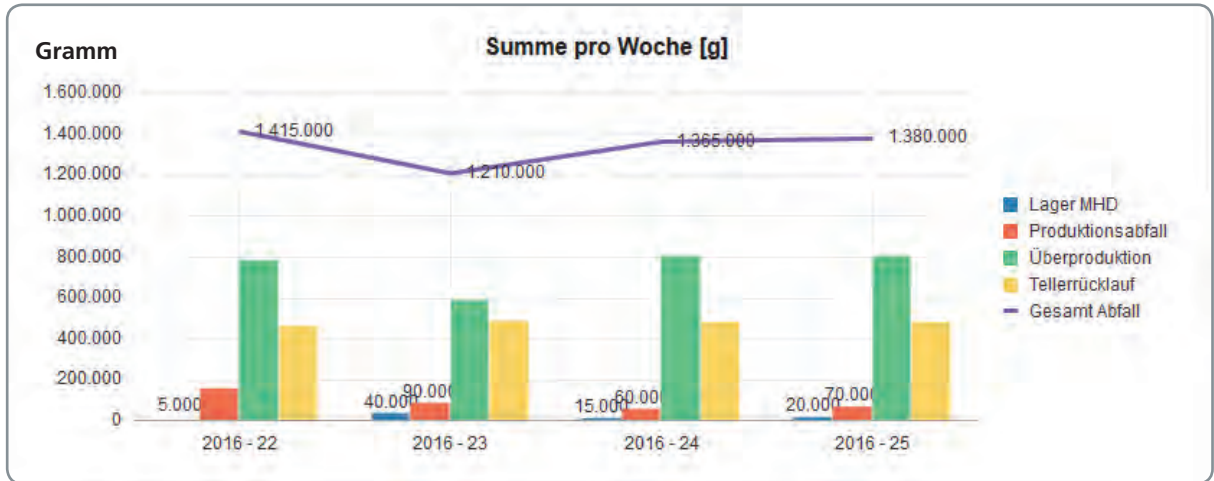 Gramm
Summe pro Woche [g]
1.600.000
1.400.000
1.200.000
1.000.000
800.000
600.000
400.000
200.000
0
1.415.000
1.210.000
1.365.000
1.380.000
5.000
40.000
90.000
15.000
60.000
20.000
70.000
2016 - 22
2016 - 23
2016 - 24
2016 - 25
Lager MHD
Produktionsabfall
Überproduktion
Tellerrücklauf
Gesamt Abfall